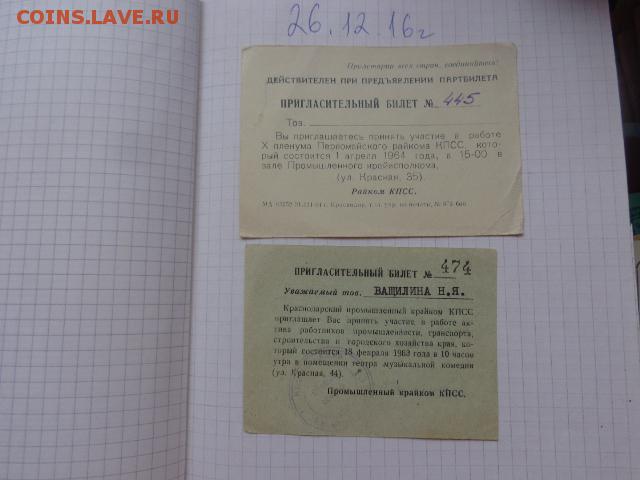 COINS.LAVE.RU
26.12.16г
Пролетарии всех стран, соединяйтесь!
ДЕЙСТВИТЕЛЕН ПРИ ПРЕДЪЯВЛЕНИИ ПАРТБИЛЕТА
ПРИГЛАСИТЕЛЬНЫЙ БИЛЕТ № 445
Тов.
Вы приглашаетесь принять участие в работе
X пленума Первомайского райкома КПСС, кото-
рый состоится 1 апреля 1964 года, в 15-00 в
зале Промышленного крайисполкома,
(ул. Красная, 35).
Райком КПСС.
г. Краснодар,
ПРИГЛАСИТЕЛЬНЫЙ БИЛЕТ № 474
Уважаемый тов. ВАЩИЛИНА Н.Я.
Краснодарский промышленный крайком КПСС
приглашает Вас принять участие в работе ак-
тива работников промышленности, транспорта,
строительства и городского хозяйства края, ко-
торый состоится 18 февраля 1963 года в 10 часов
утра в помещении театра музыкальной комедии
(ул. Красная, 44).
Промышленный крайком КПСС.